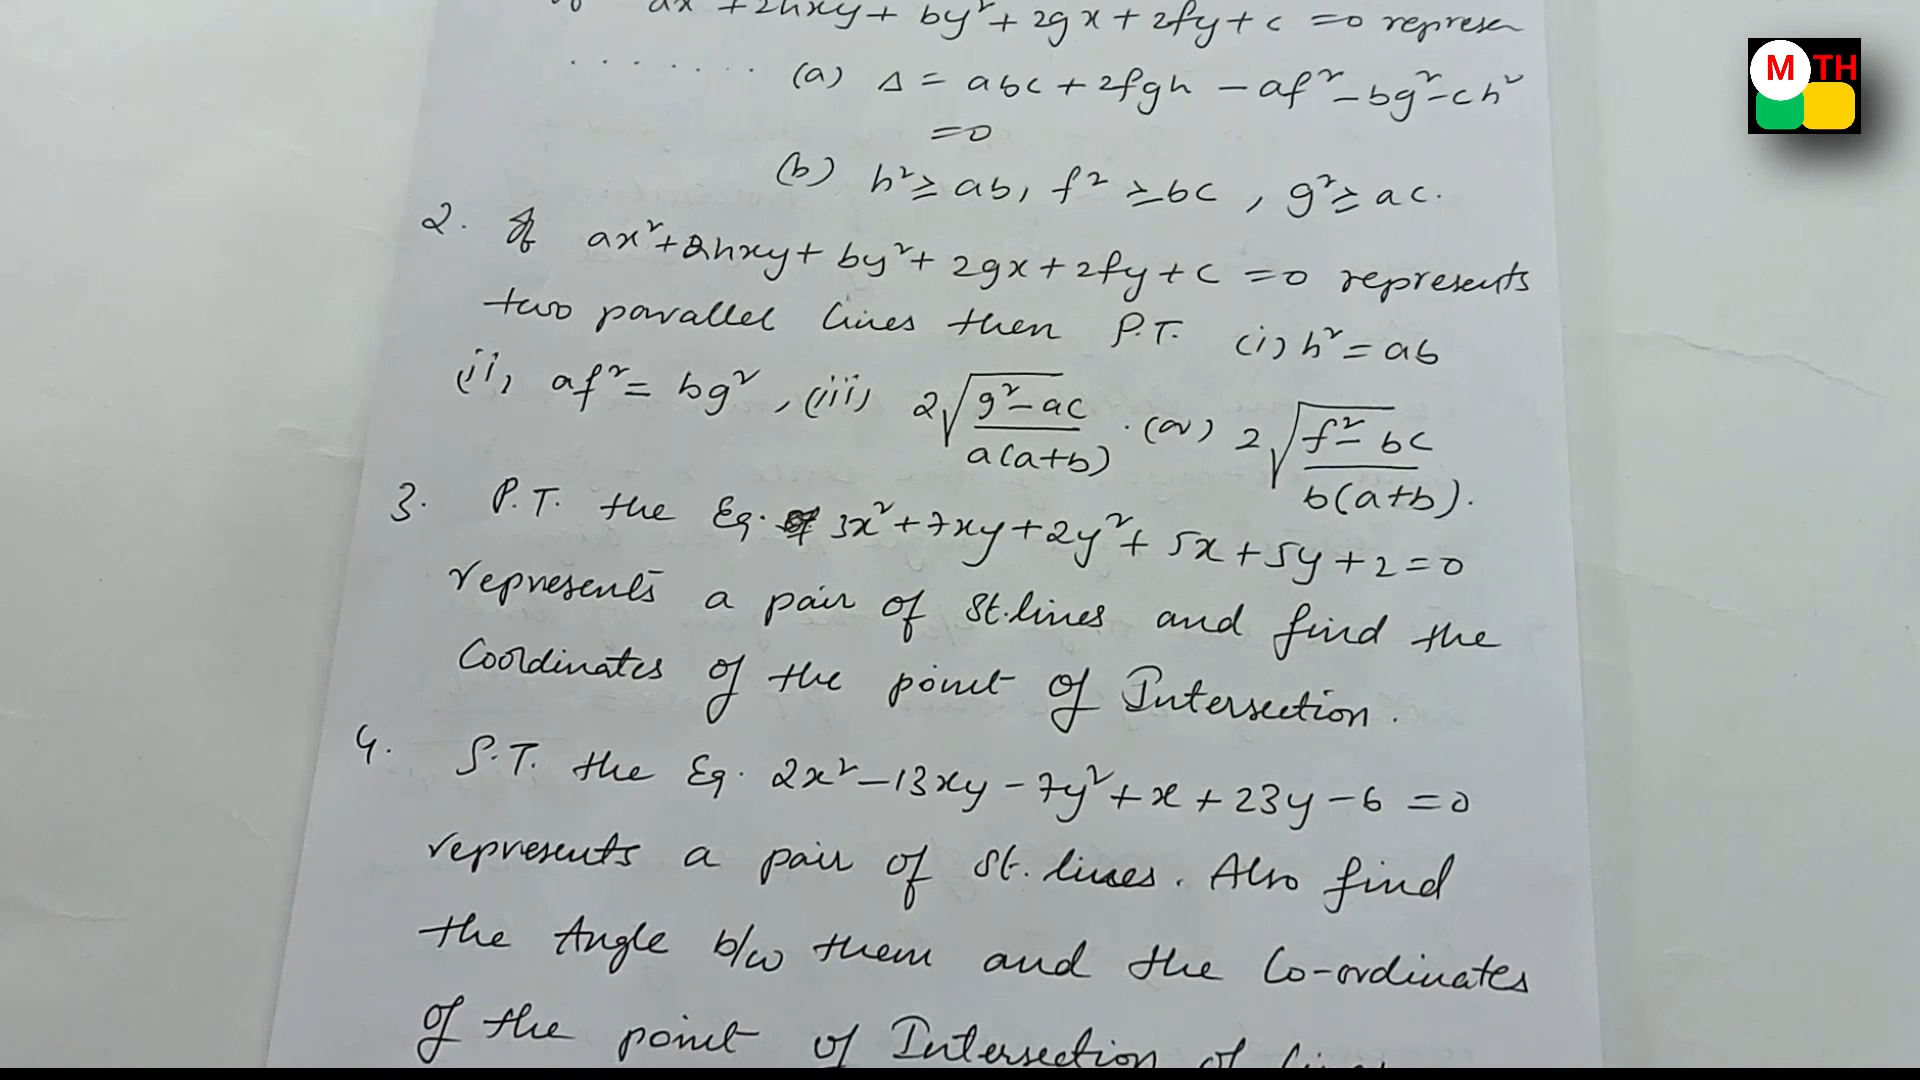 ax² + 2hxy + by² + 2gx + 2fy + c = 0 represen
M TH
........ (a) Δ = abc + 2fgh - af² - bg² - ch²
= 0
(b) h² ≥ ab, f² ≥ bc, g² ≥ ac.
2. If ax² + 2hxy + by² + 2gx + 2fy + c = 0 represents
two parallel lines then P.T. (i) h² = ab
(ii) af² = bg², (iii) 2√(g² - ac / a(a+b)). (iv) 2√(f² - bc / b(a+b)).
3. P.T. the Eq. 3x² + 7xy + 2y² + 5x + 5y + 2 = 0
represents a pair of St. lines and find the
Coordinates of the point of Intersection.
4. S.T. the Eq. 2x² - 13xy - 7y² + x + 23y - 6 = 0
represents a pair of St. lines. Also find
the Angle b/w them and the Co-ordinates
of the point of Intersection of